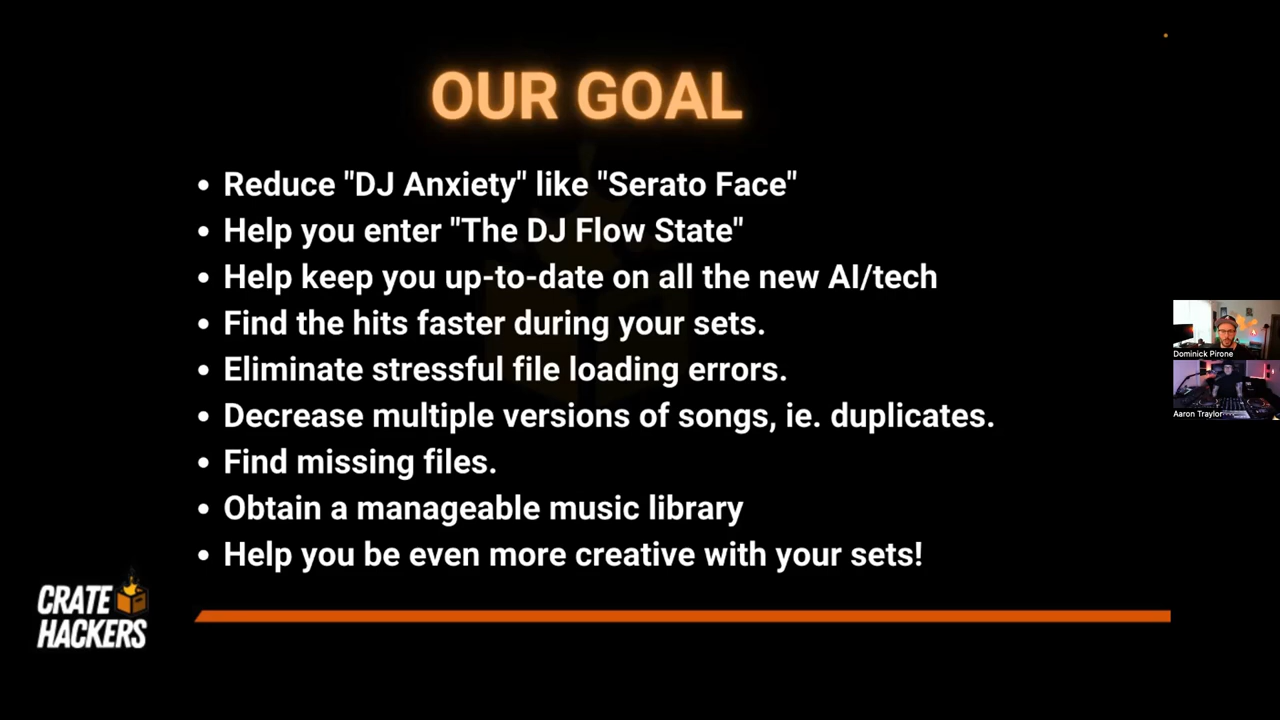 OUR GOAL
• Reduce "DJ Anxiety" like "Serato Face"
• Help you enter "The DJ Flow State"
• Help keep you up-to-date on all the new AI/tech
• Find the hits faster during your sets.
• Eliminate stressful file loading errors.
• Decrease multiple versions of songs, ie. duplicates.
• Find missing files.
• Obtain a manageable music library
• Help you be even more creative with your sets!
Dominick Pirone
Aaron Traylor
CRATE
HACKERS